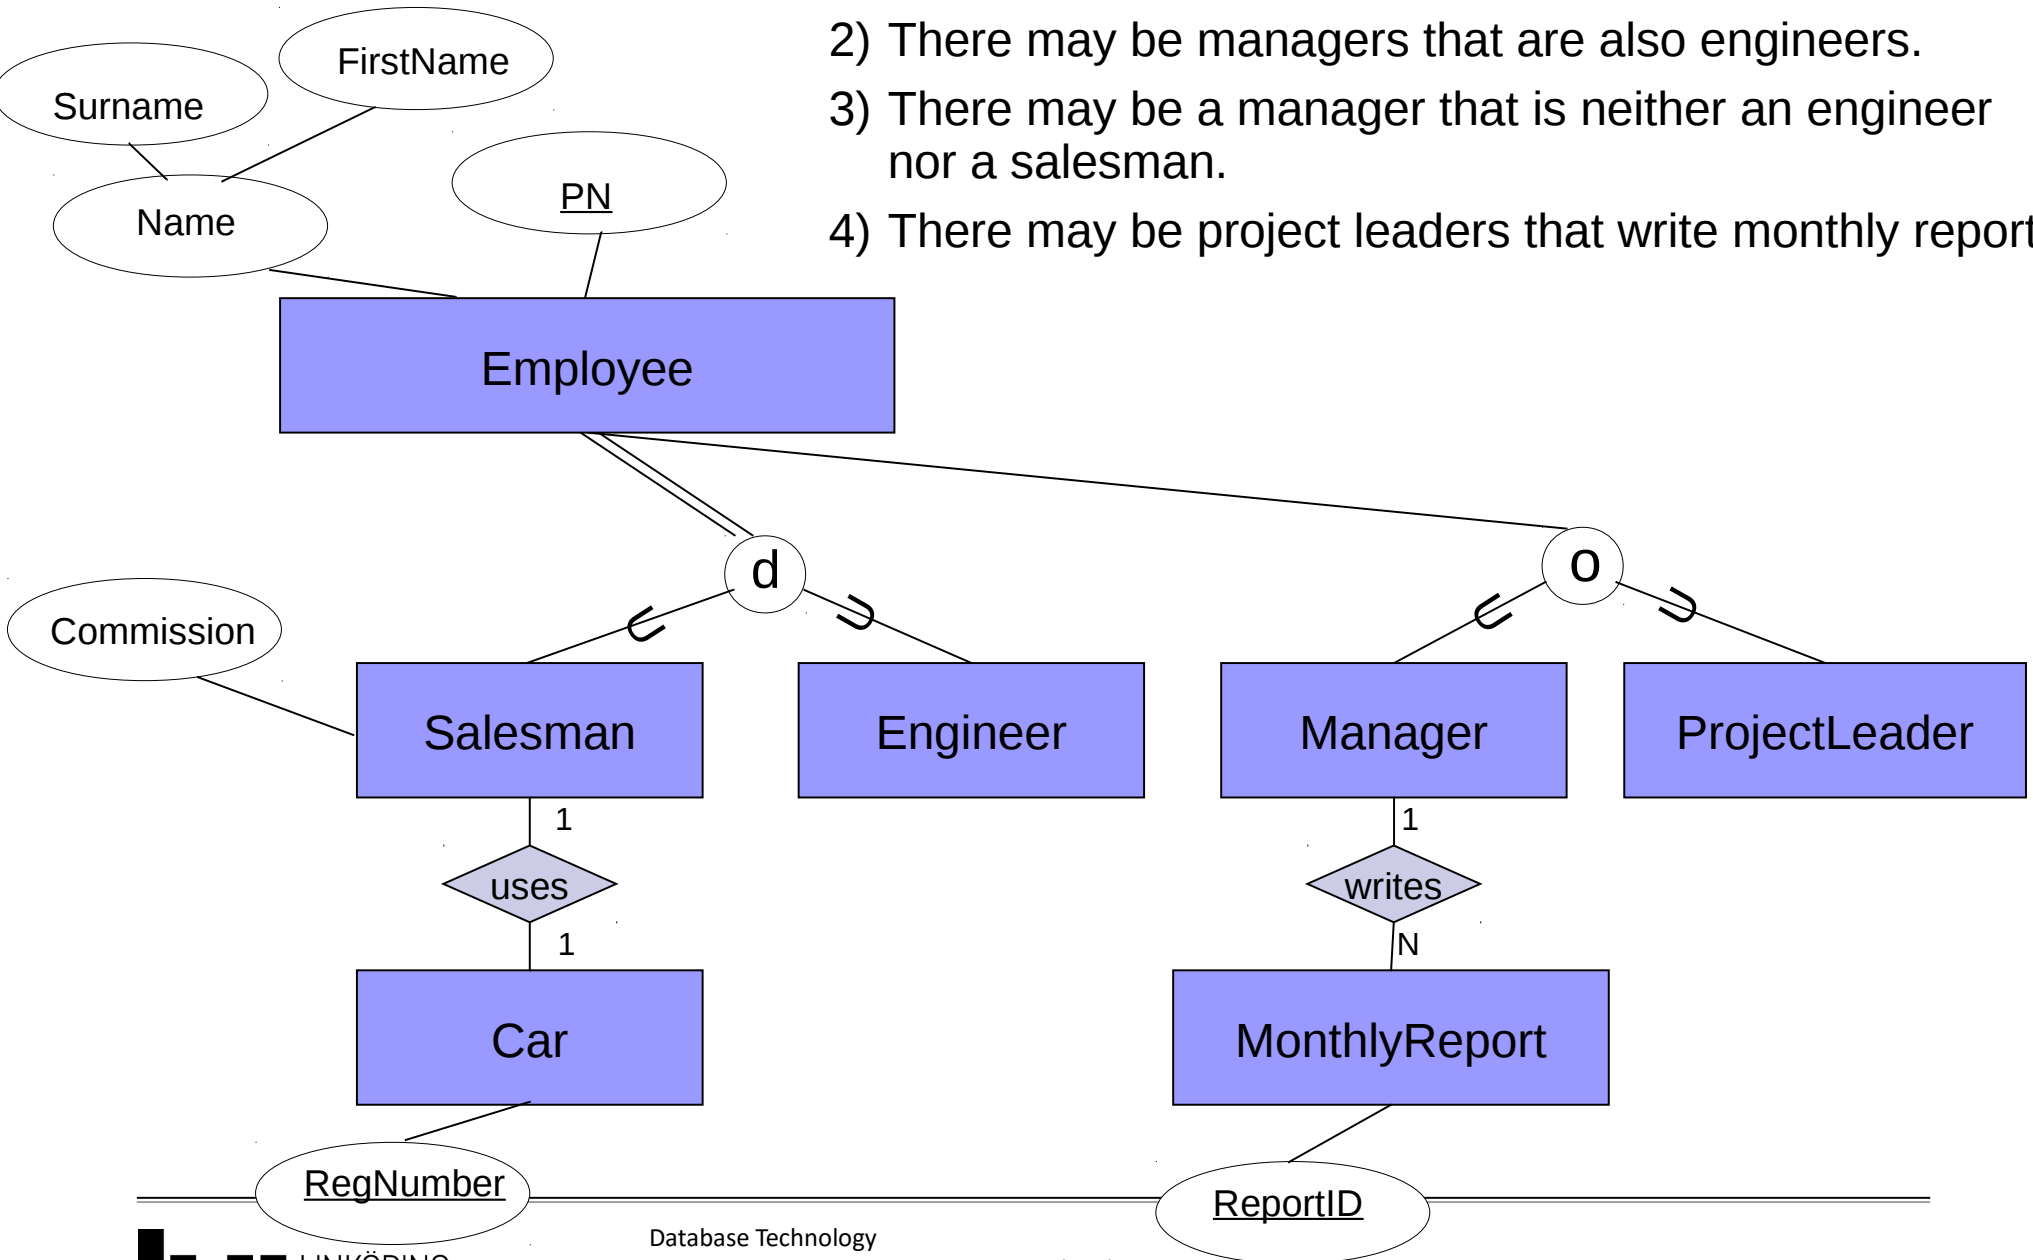 2) There may be managers that are also engineers.
3) There may be a manager that is neither an engineer
nor a salesman.
4) There may be project leaders that write monthly report
FirstName
Surname
PN
Name
Employee
d
o
Commission
Salesman
Engineer
Manager
ProjectLeader
1
1
uses
writes
1
N
Car
MonthlyReport
RegNumber
ReportID
Database Technology